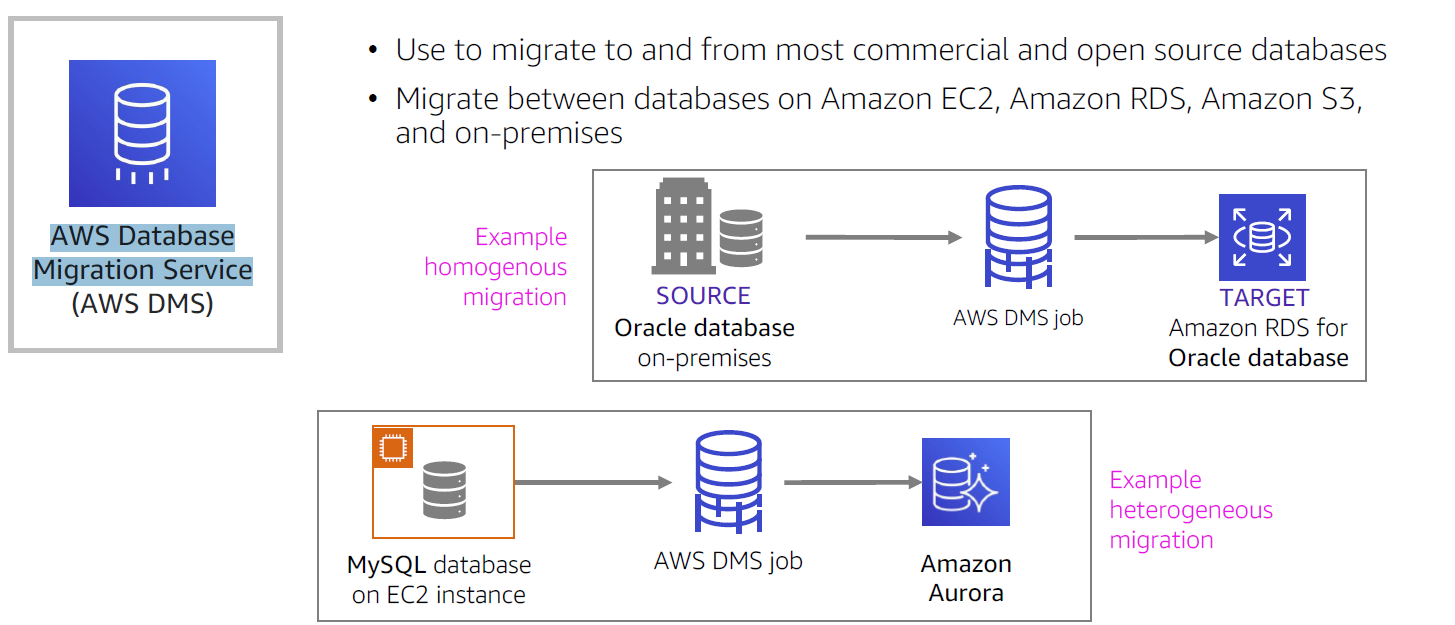 AWS Database
Migration Service
(AWS DMS)
• Use to migrate to and from most commercial and open source databases
• Migrate between databases on Amazon EC2, Amazon RDS, Amazon S3,
and on-premises
Example
homogenous
migration
SOURCE
Oracle database
on-premises
AWS DMS job
TARGET
Amazon RDS for
Oracle database
MySQL database
on EC2 instance
AWS DMS job
Amazon
Aurora
Example
heterogeneous
migration